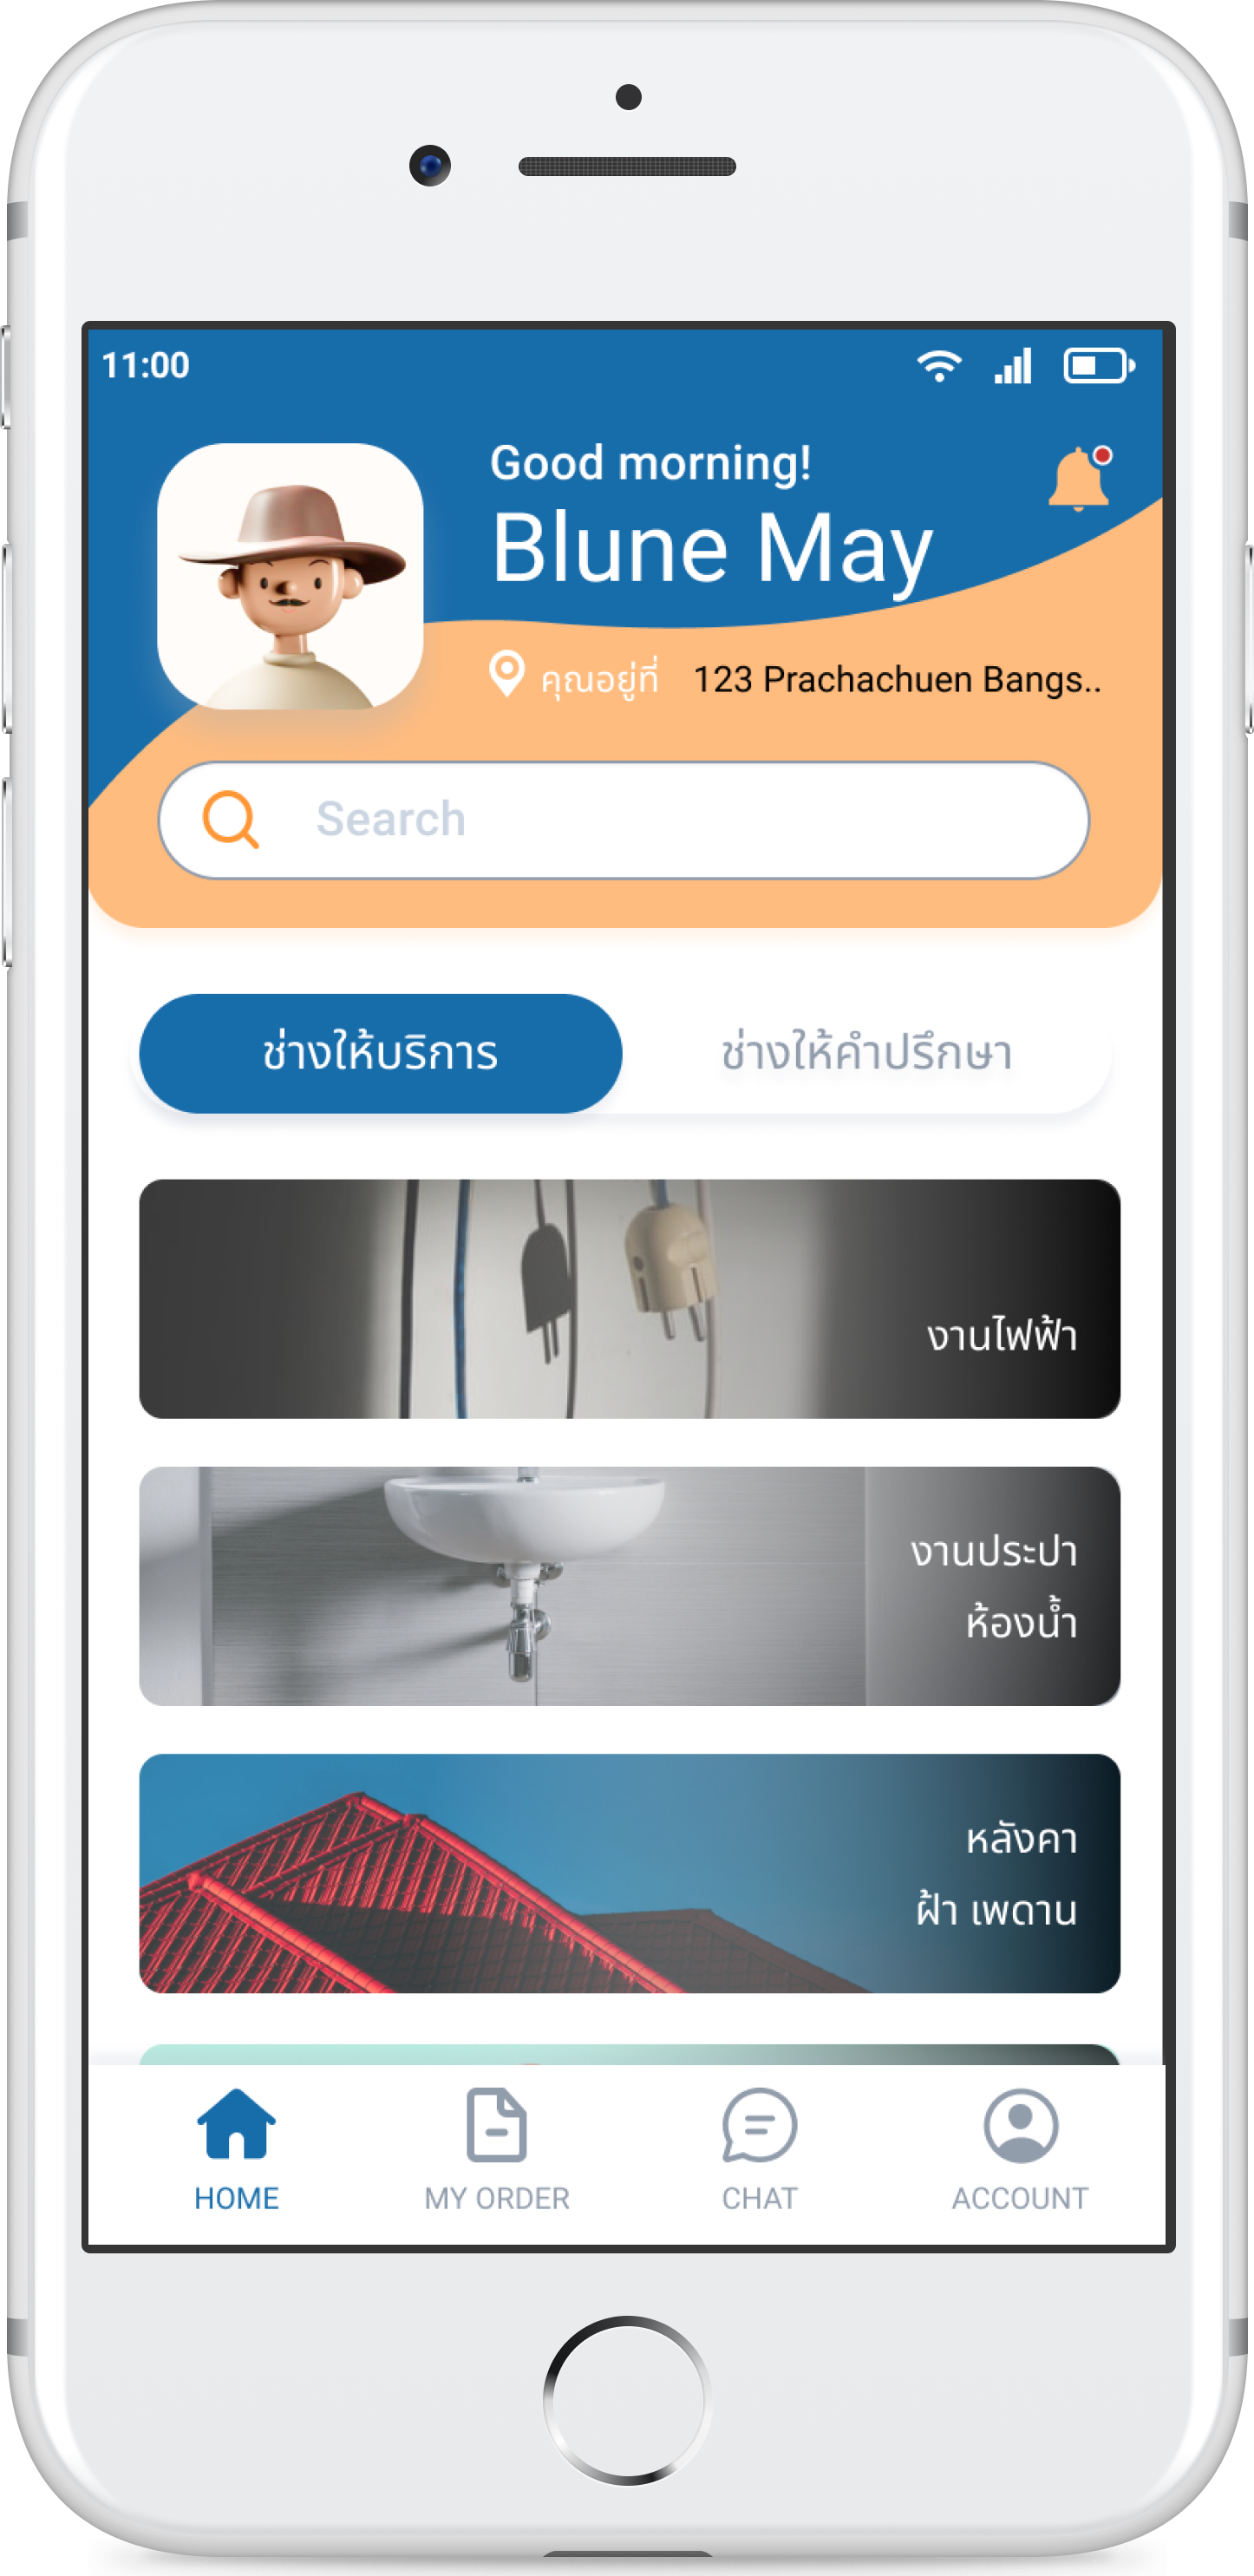 11:00
Good morning!
Blune May
คุณอยู่ที่ 123 Prachachuen Bangs..
Search
ช่างให้บริการ ช่างให้คำปรึกษา
งานไฟฟ้า
งานประปา
ห้องน้ำ
หลังคา
ฝ้า เพดาน
HOME MY ORDER CHAT ACCOUNT